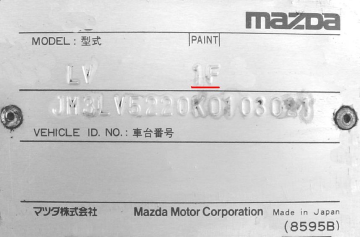 mazda
MODEL: 型式 PAINT
LV 1F
VEHICLE ID. NO.: 車台番号
マツダ株式会社 Mazda Motor Corporation Made in Japan
(8595B)